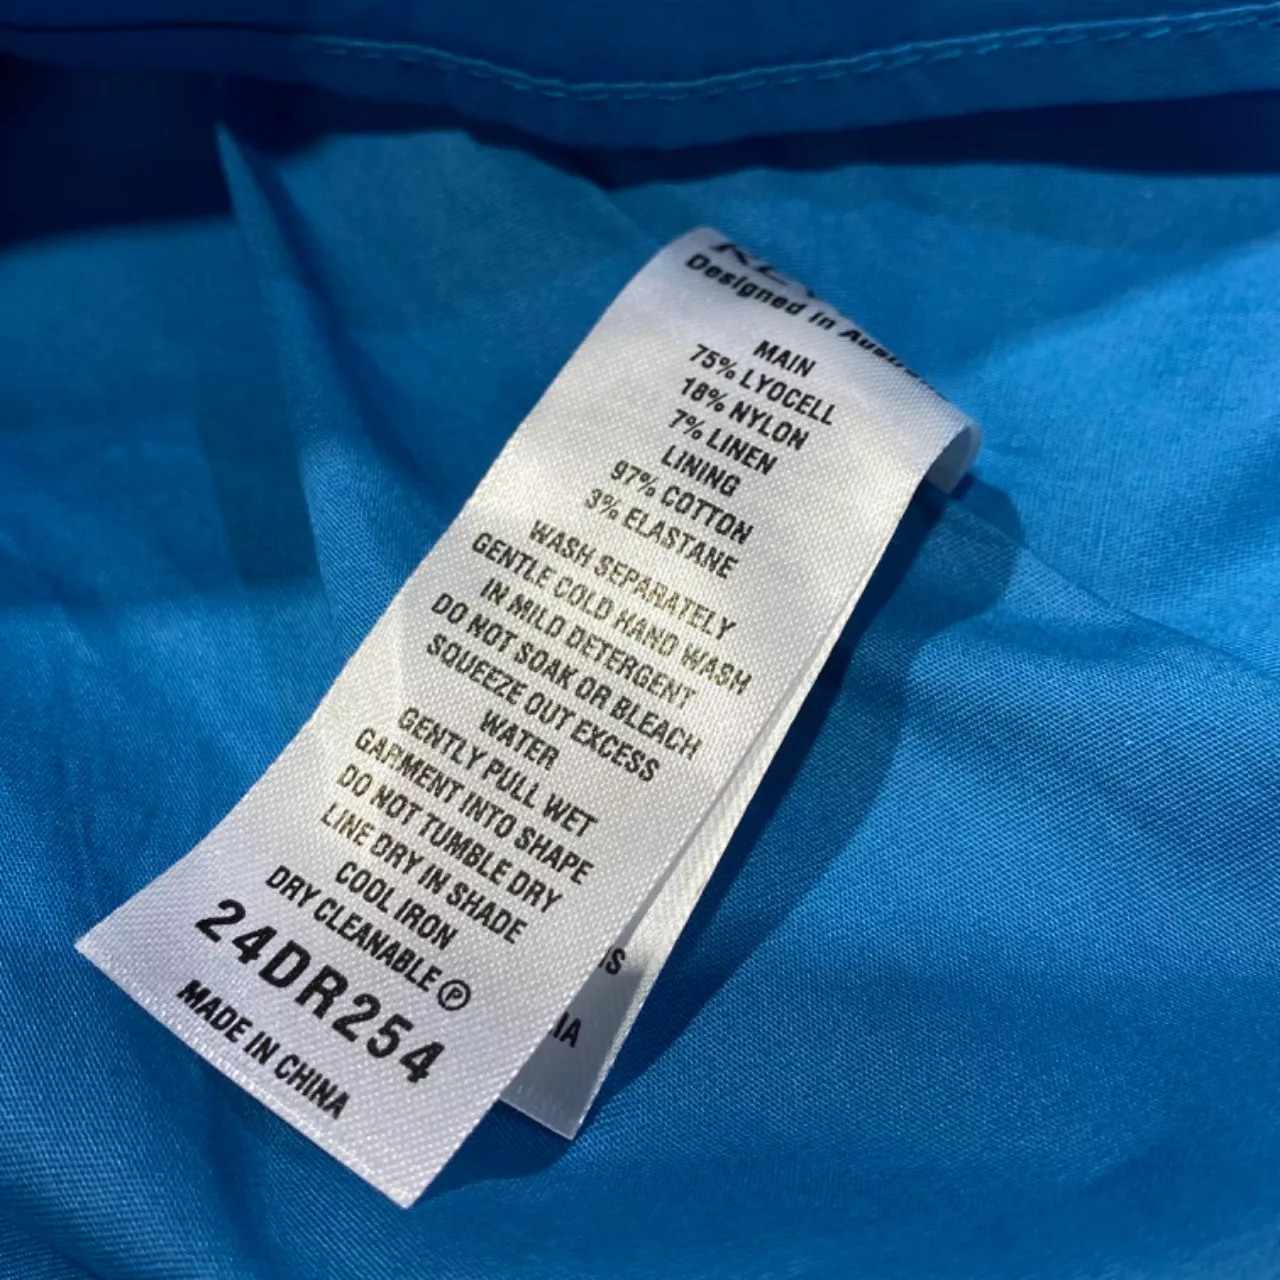 Designed in
MAIN
75% LYOCELL
18% NYLON
7% LINEN
LINING
97% COTTON
3% ELASTANE
WASH SEPARATELY
GENTLE COLD HAND WASH
IN MILD DETERGENT
DO NOT SOAK OR BLEACH
SQUEEZE OUT EXCESS
WATER
GENTLY PULL WET
GARMENT INTO SHAPE
DO NOT TUMBLE DRY
LINE DRY IN SHADE
COOL IRON
DRY CLEANABLE Ⓟ
24DR254
MADE IN CHINA